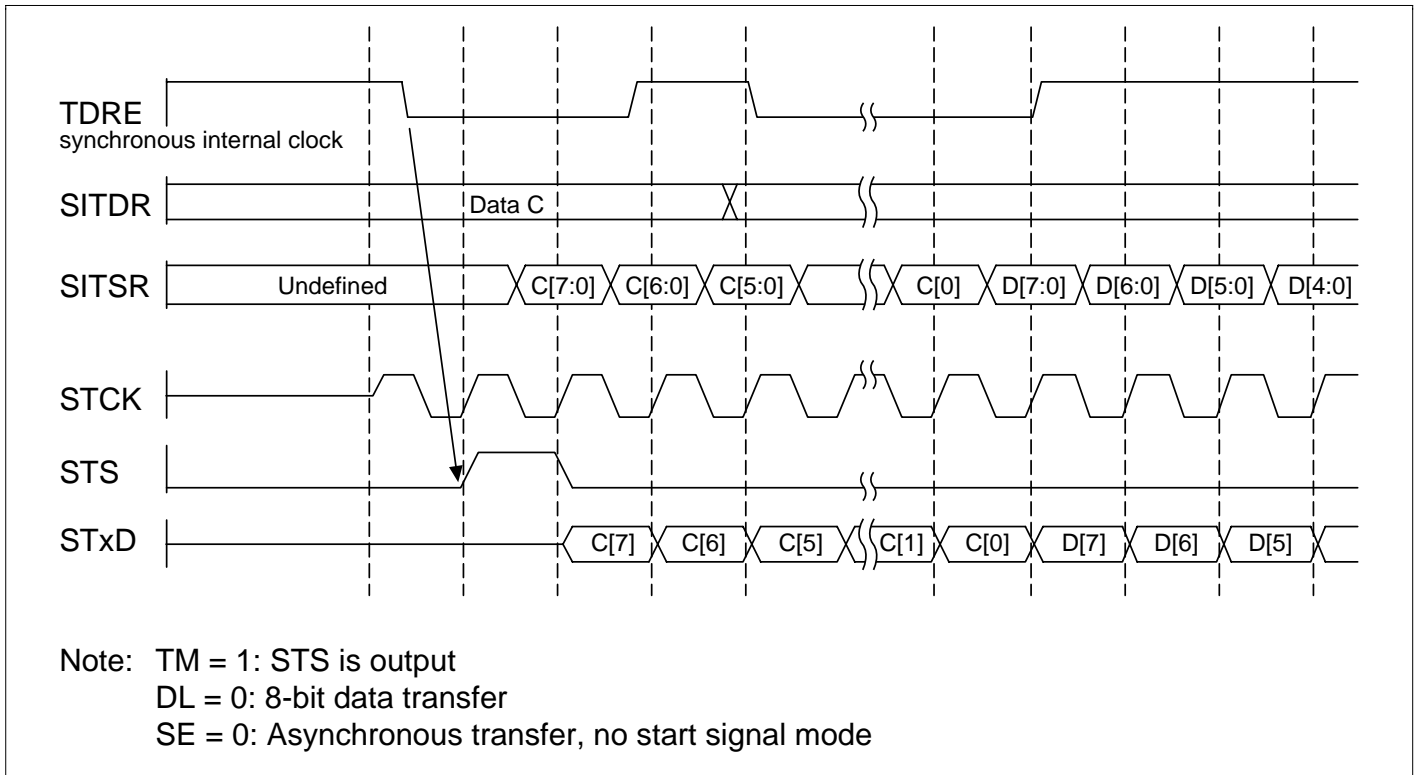 TDRE
synchronous internal clock
SITDR
Data C
SITSR
Undefined C[7:0] C[6:0] C[5:0] C[0] D[7:0] D[6:0] D[5:0] D[4:0]
STCK
STS
STxD
C[7] C[6] C[5] C[1] C[0] D[7] D[6] D[5]
Note: TM = 1: STS is output
DL = 0: 8-bit data transfer
SE = 0: Asynchronous transfer, no start signal mode